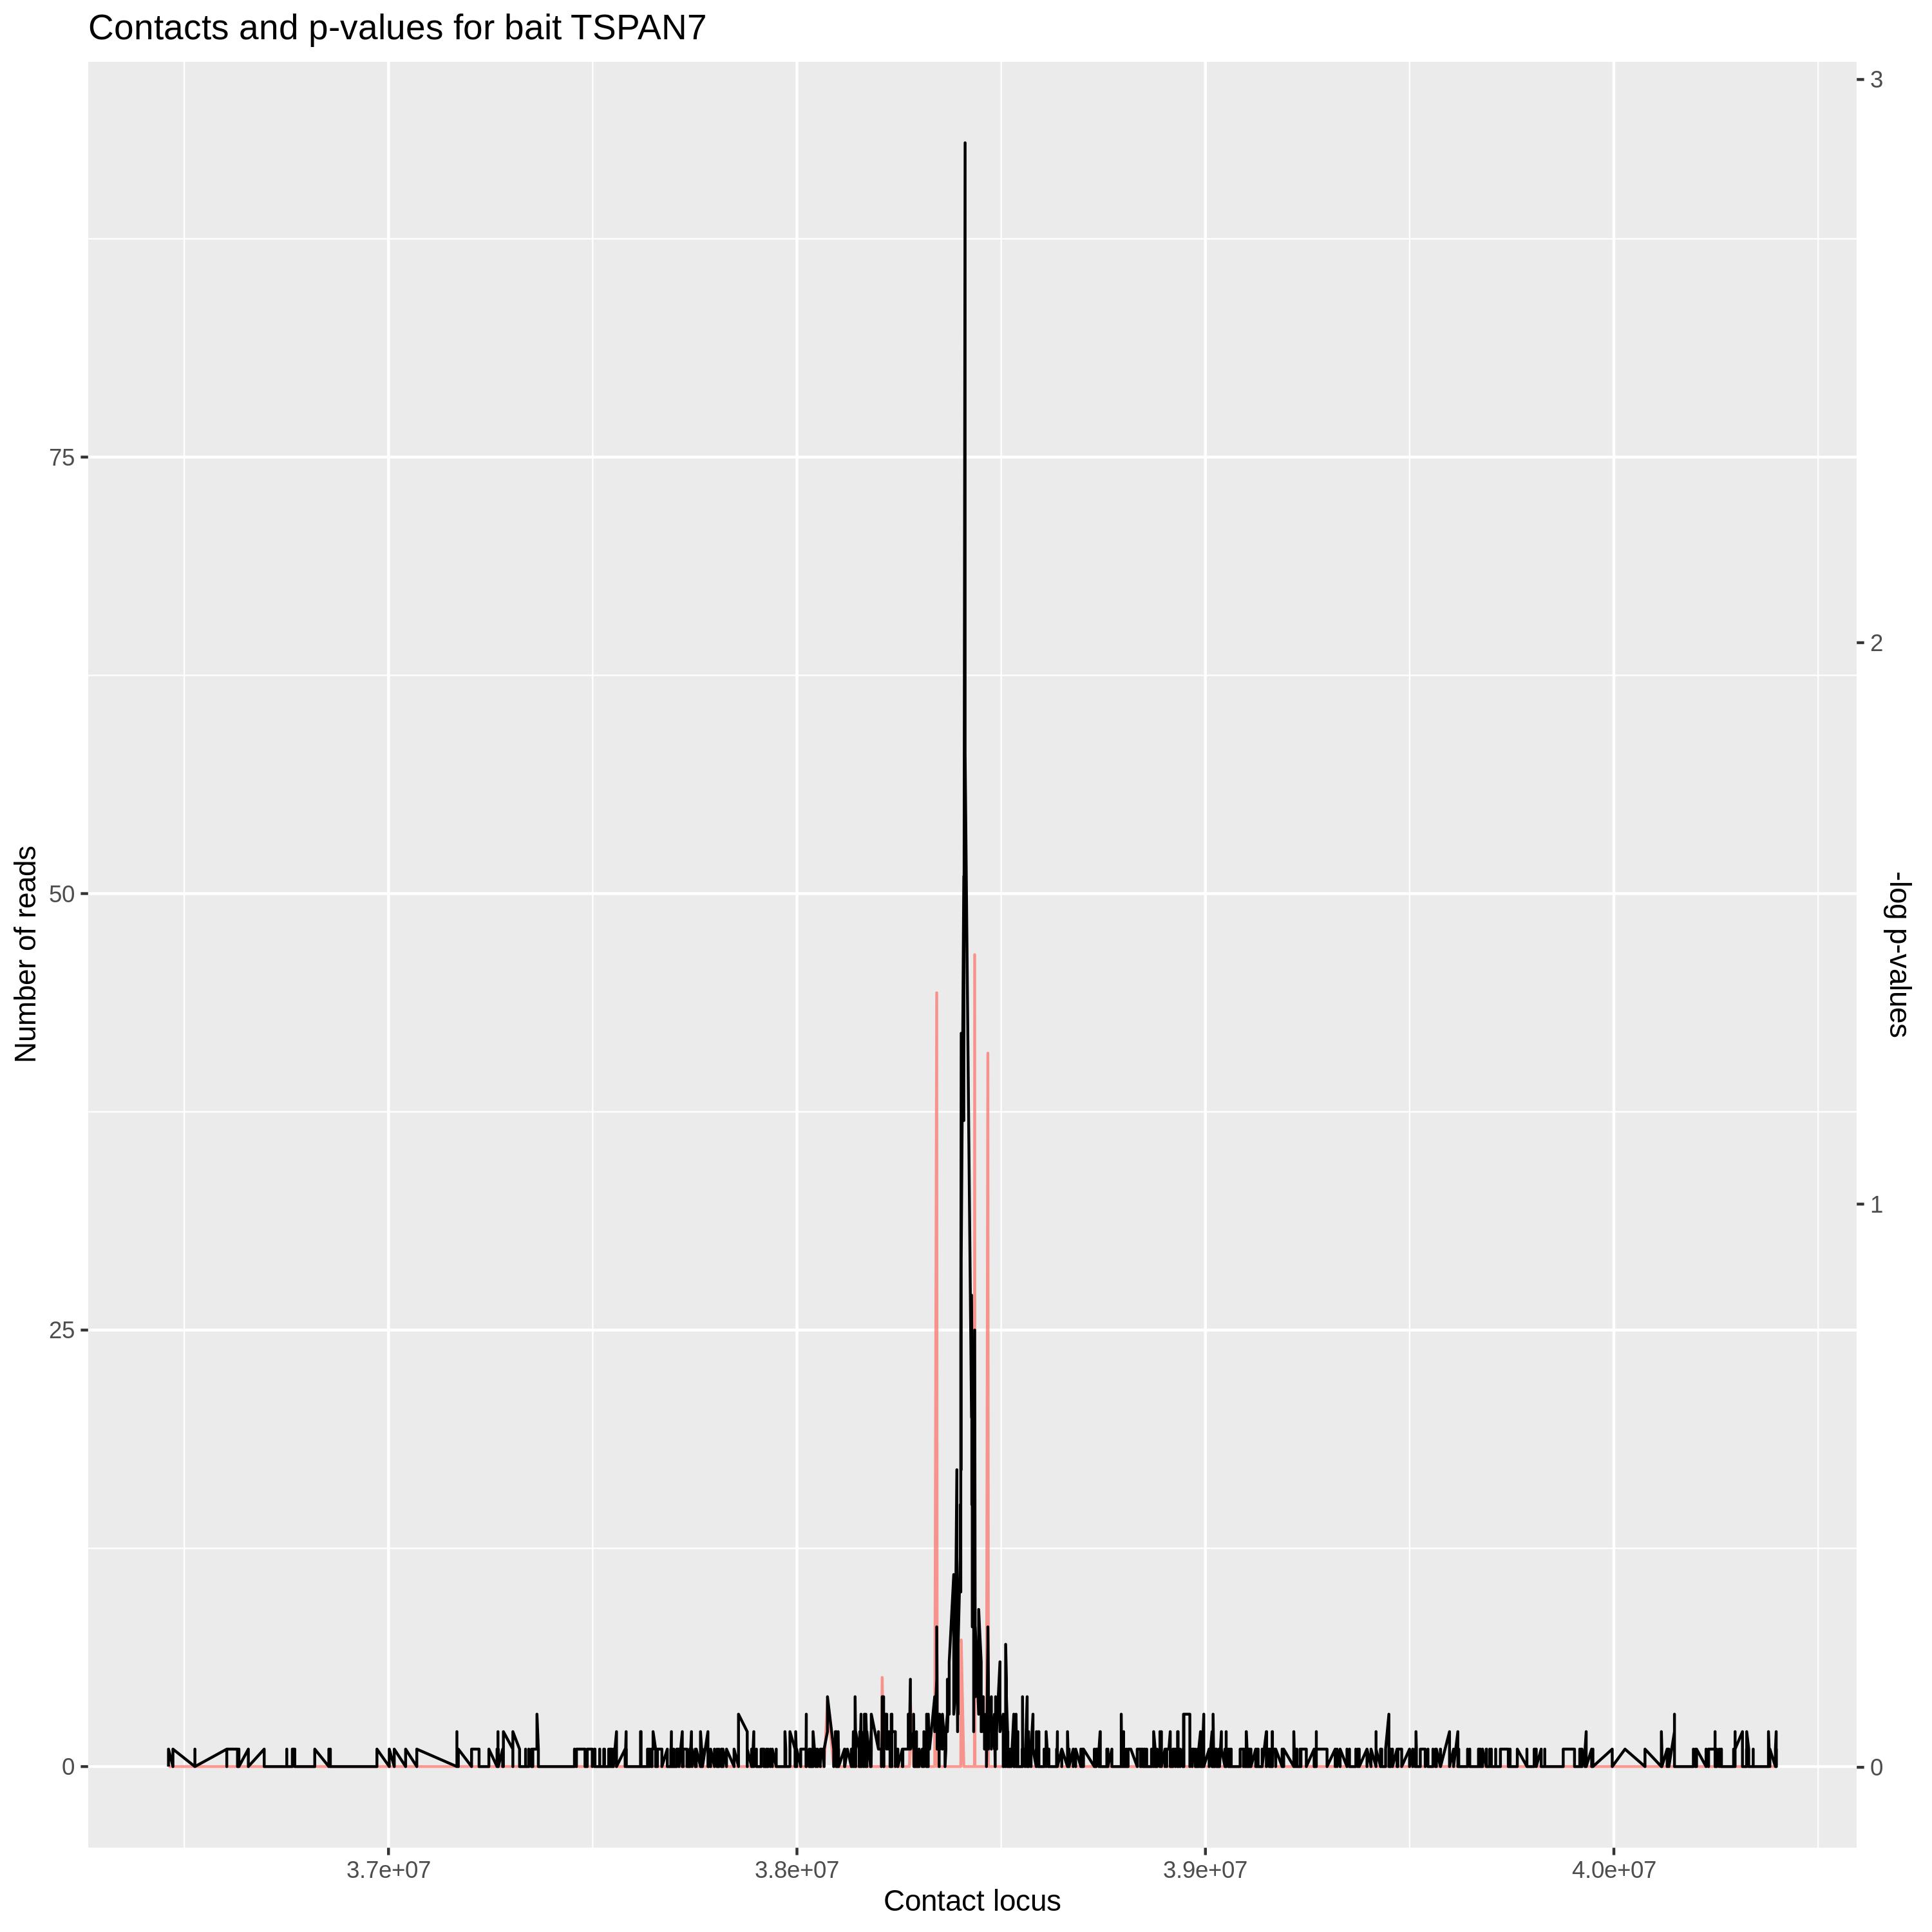 Contacts and p-values for bait TSPAN7
Number of reads
75
50
25
0
3
2
1
0
-log p-values
3.7e+07
3.8e+07
3.9e+07
4.0e+07
Contact locus